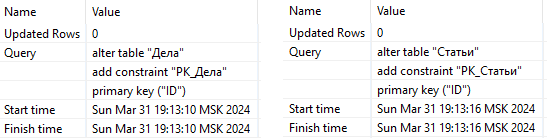 Name Value
Updated Rows 0
Query alter table "Дела"
add constraint "PK_Дела"
primary key ("ID")
Start time Sun Mar 31 19:13:10 MSK 2024
Finish time Sun Mar 31 19:13:10 MSK 2024
Name Value
Updated Rows 0
Query alter table "Статьи"
add constraint "PK_Статьи"
primary key ("ID")
Start time Sun Mar 31 19:13:16 MSK 2024
Finish time Sun Mar 31 19:13:16 MSK 2024